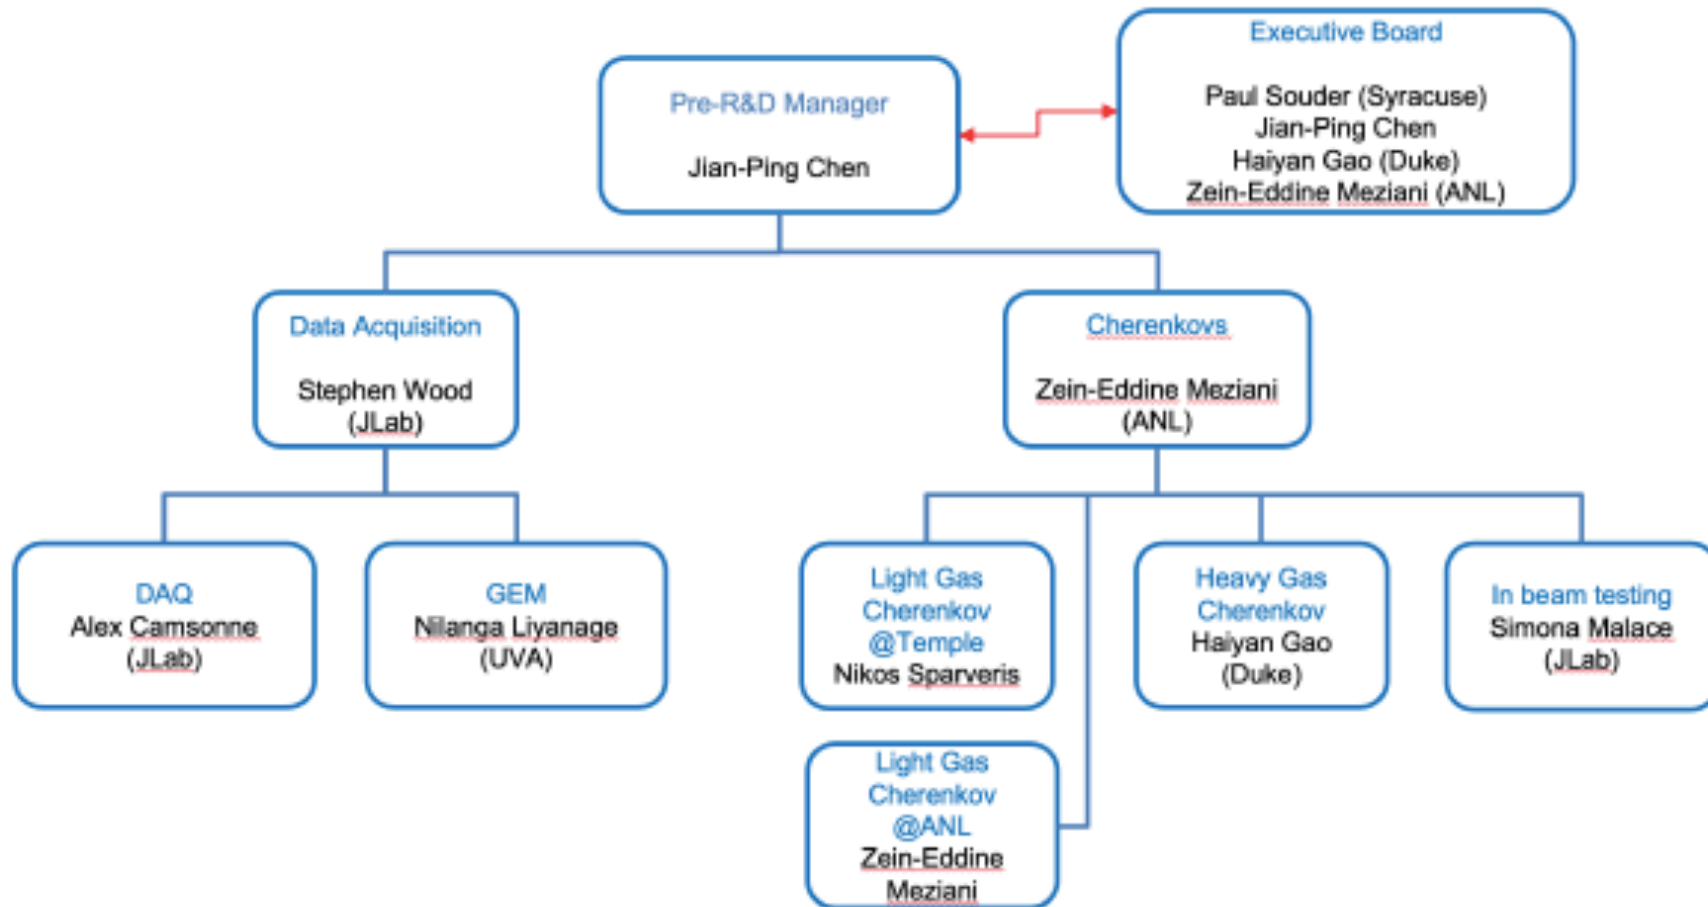 Executive Board
Paul Souder (Syracuse)
Jian-Ping Chen
Haiyan Gao (Duke)
Zein-Eddine Meziani (ANL)
Pre-R&D Manager
Jian-Ping Chen
Data Acquisition
Stephen Wood
(JLab)
Cherenkovs
Zein-Eddine Meziani
(ANL)
DAQ
Alex Camsonne
(JLab)
GEM
Nilanga Liyanage
(UVA)
Light Gas
Cherenkov
@Temple
Nikos Sparveris
Heavy Gas
Cherenkov
Haiyan Gao
(Duke)
In beam testing
Simona Malace
(JLab)
Light Gas
Cherenkov
@ANL
Zein-Eddine
Meziani